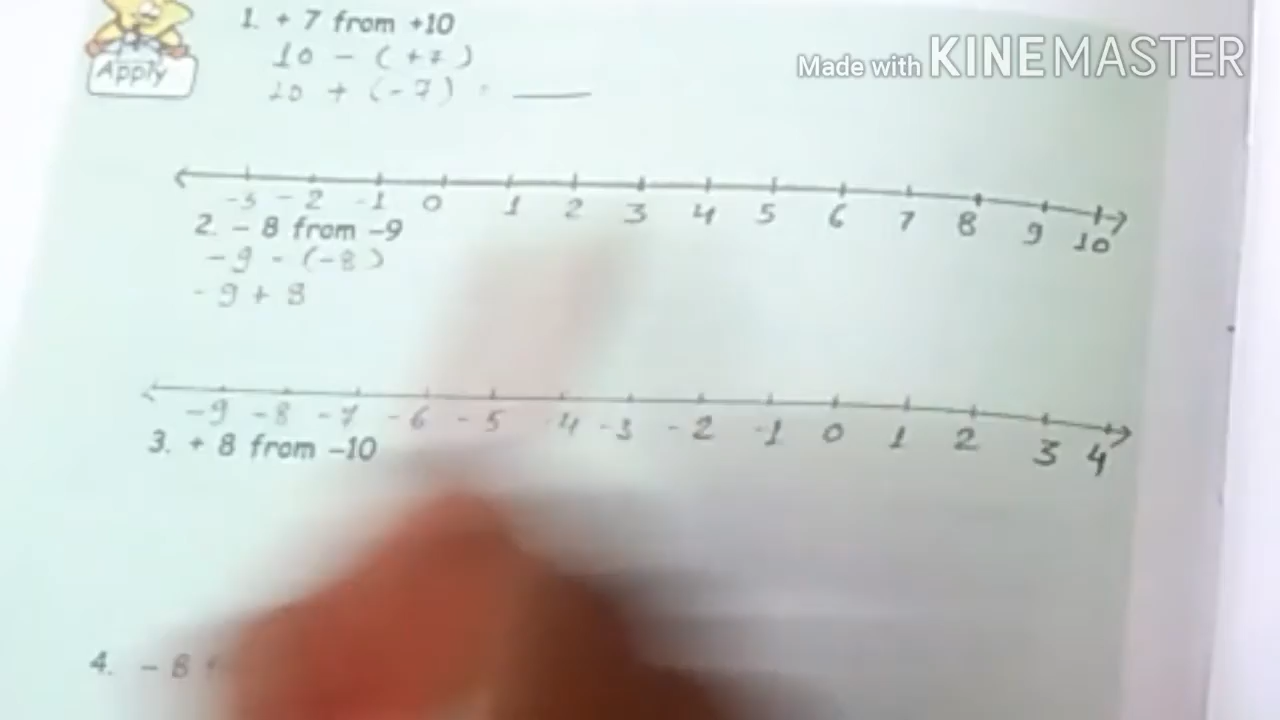 1. + 7 from +10
Made with KINEMASTER
10 - (+7)
Apply
10 + (-7) = ____
-3 -2 -1 0 1 2 3 4 5 6 7 8 9 10
2. – 8 from –9
-9 - (-8)
-9 + 8
-9 -8 -7 -6 -5 -4 -3 -2 -1 0 1 2 3 4
3. + 8 from –10
4. – 8